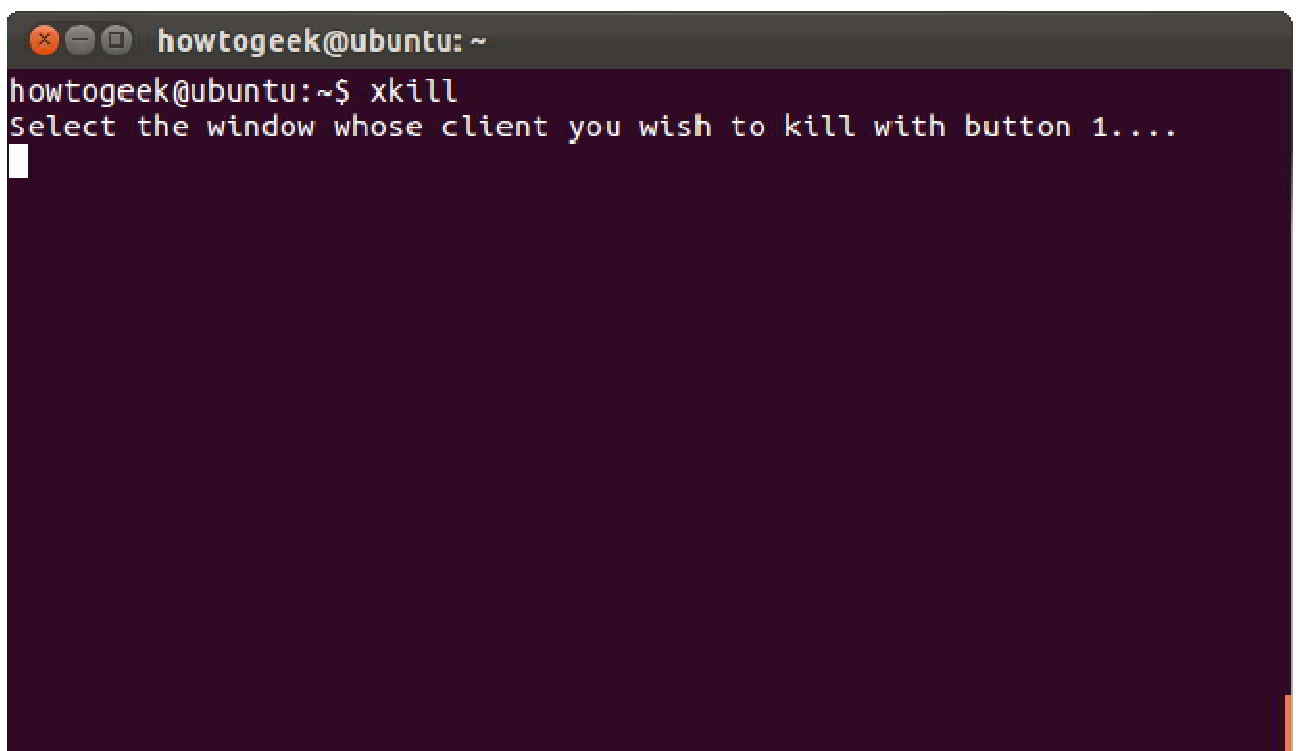 howtogeek@ubuntu: ~
howtogeek@ubuntu:~$ xkill
Select the window whose client you wish to kill with button 1....